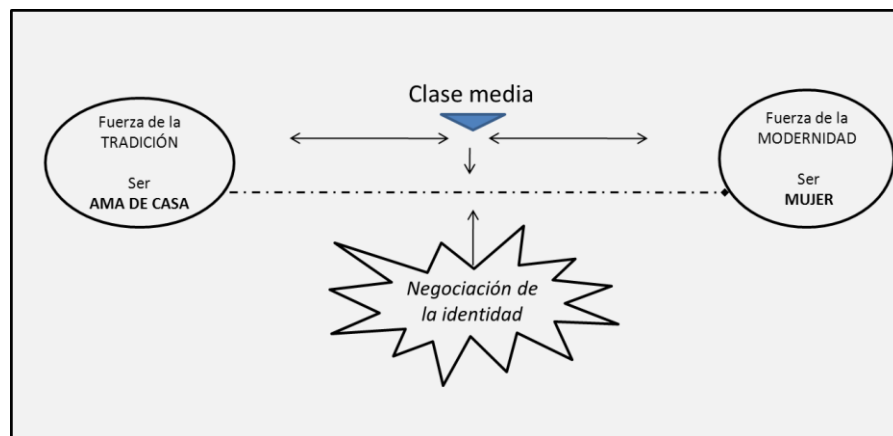 Clase media
Fuerza de la
TRADICIÓN
Ser
AMA DE CASA
Fuerza de la
MODERNIDAD
Ser
MUJER
Negociación de
la identidad